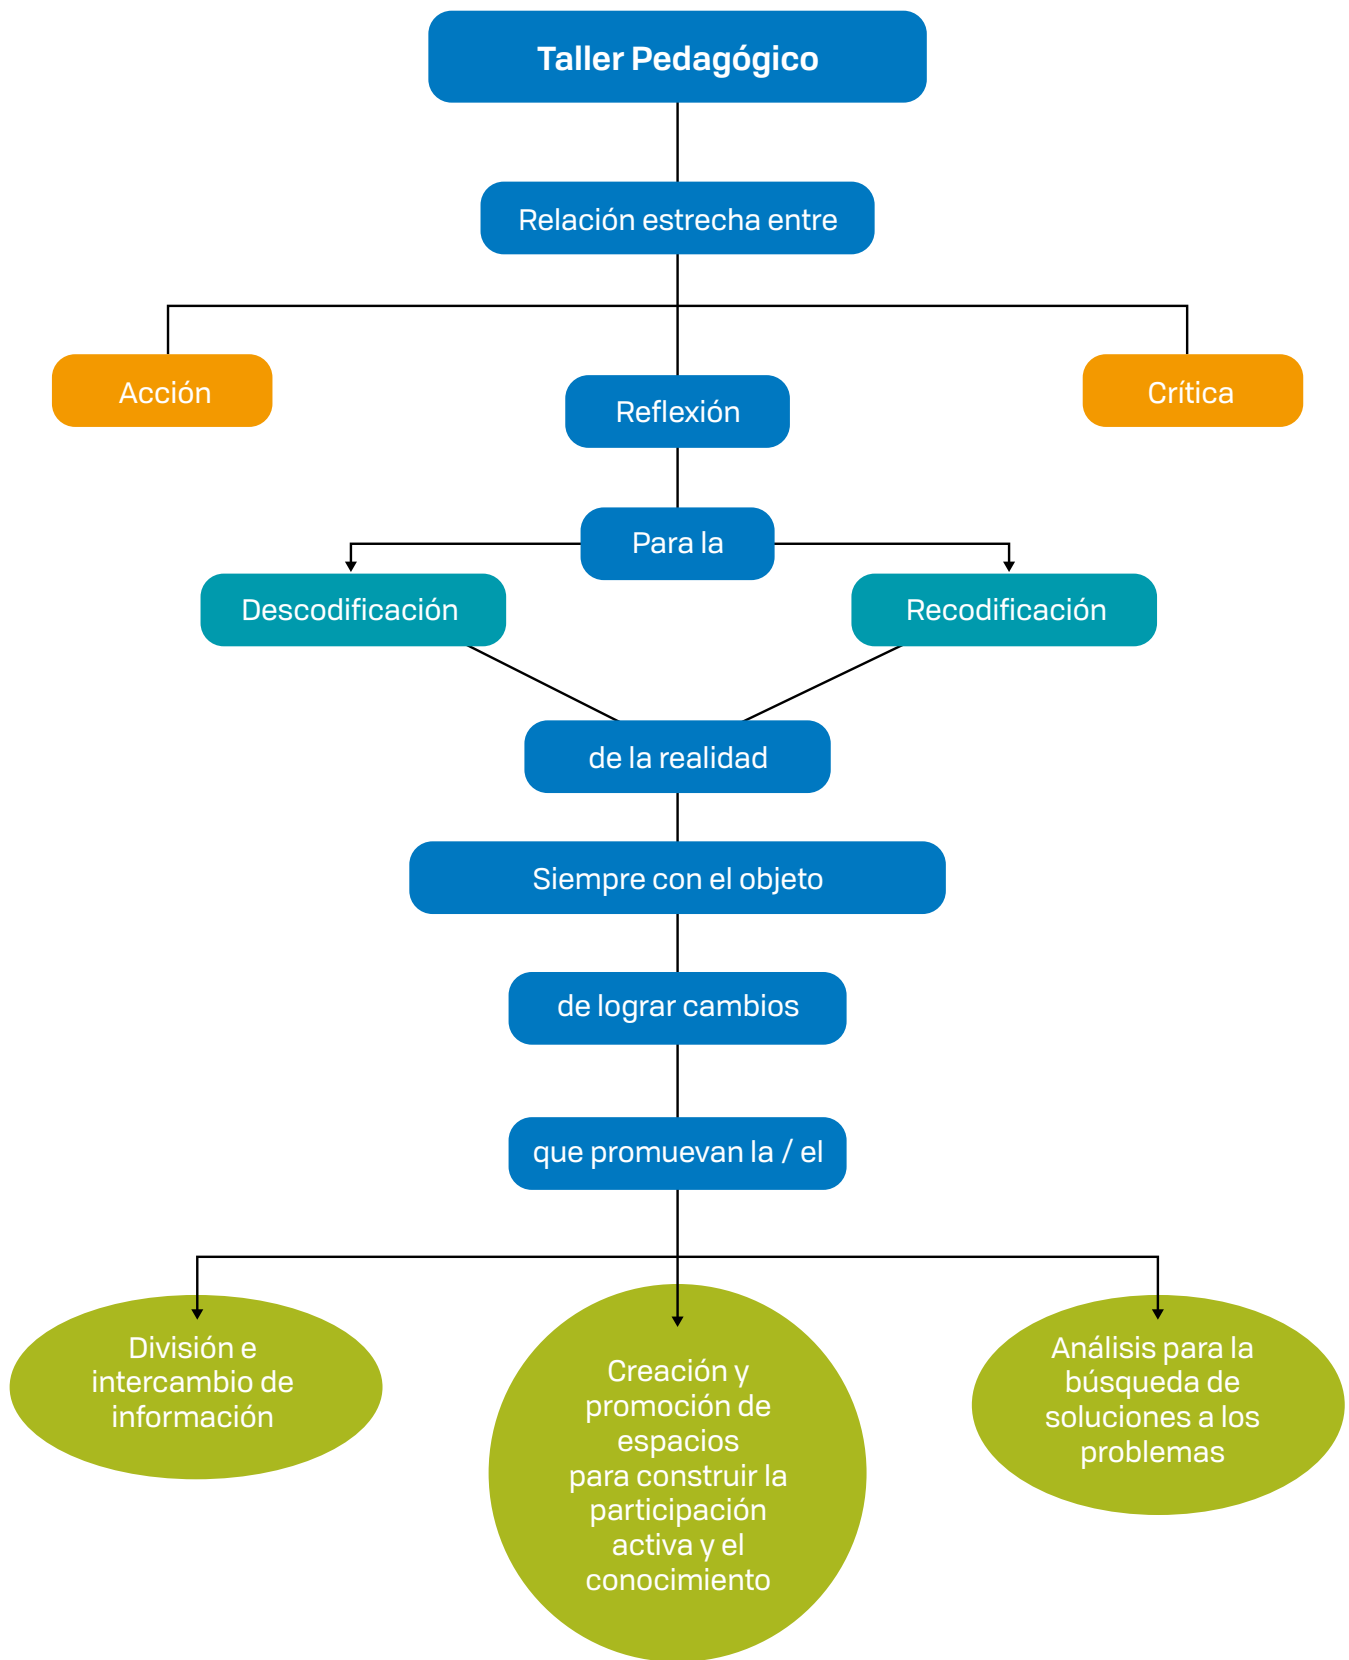 Taller Pedagógico
Relación estrecha entre
Acción
Reflexión
Crítica
Para la
Descodificación
Recodificación
de la realidad
Siempre con el objeto
de lograr cambios
que promuevan la / el
División e
intercambio de
información
Creación y
promoción de
espacios
para construir la
participación
activa y el
conocimiento
Análisis para la
búsqueda de
soluciones a los
problemas